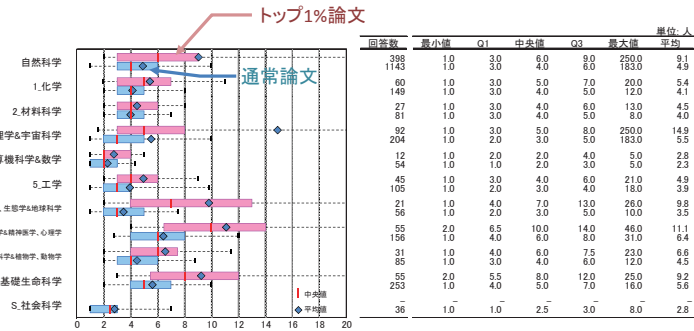 トップ1%論文
通常論文
単位: 人
回答数 最小値 Q1 中央値 Q3 最大値 平均
自然科学 398 1.0 3.0 6.0 9.0 250.0 9.1
1143 1.0 3.0 4.0 6.0 183.0 4.9
1_化学 60 1.0 3.0 5.0 7.0 20.0 5.4
149 1.0 3.0 4.0 5.0 12.0 4.1
2_材料科学 27 1.0 3.0 4.0 6.0 13.0 4.5
81 1.0 3.0 4.0 5.0 8.0 4.0
理学&宇宙科学 92 1.0 3.0 5.0 8.0 250.0 14.9
204 1.0 2.0 3.0 5.0 183.0 5.5
算機科学&数学 12 1.0 2.0 2.0 4.0 5.0 2.8
54 1.0 1.0 2.0 3.0 5.0 2.3
5_工学 45 1.0 3.0 4.0 6.0 21.0 4.9
105 1.0 2.0 3.0 4.0 18.0 3.9
生態学&地球科学 21 1.0 4.0 7.0 13.0 26.0 9.8
56 1.0 2.0 3.0 5.0 10.0 3.5
学&精神医学、心理学 55 2.0 6.5 10.0 14.0 46.0 11.1
156 1.0 4.0 6.0 8.0 31.0 6.4
科学&植物学、動物学 31 1.0 4.0 6.0 7.5 23.0 6.6
85 1.0 3.0 4.0 6.0 12.0 4.5
基礎生命科学 55 2.0 5.5 8.0 12.0 25.0 9.2
253 1.0 4.0 5.0 7.0 16.0 5.6
S_社会科学 – – – – – – –
36 1.0 1.0 2.5 3.0 8.0 2.8
中央値
平均値
0 2 4 6 8 10 12 14 16 18 20